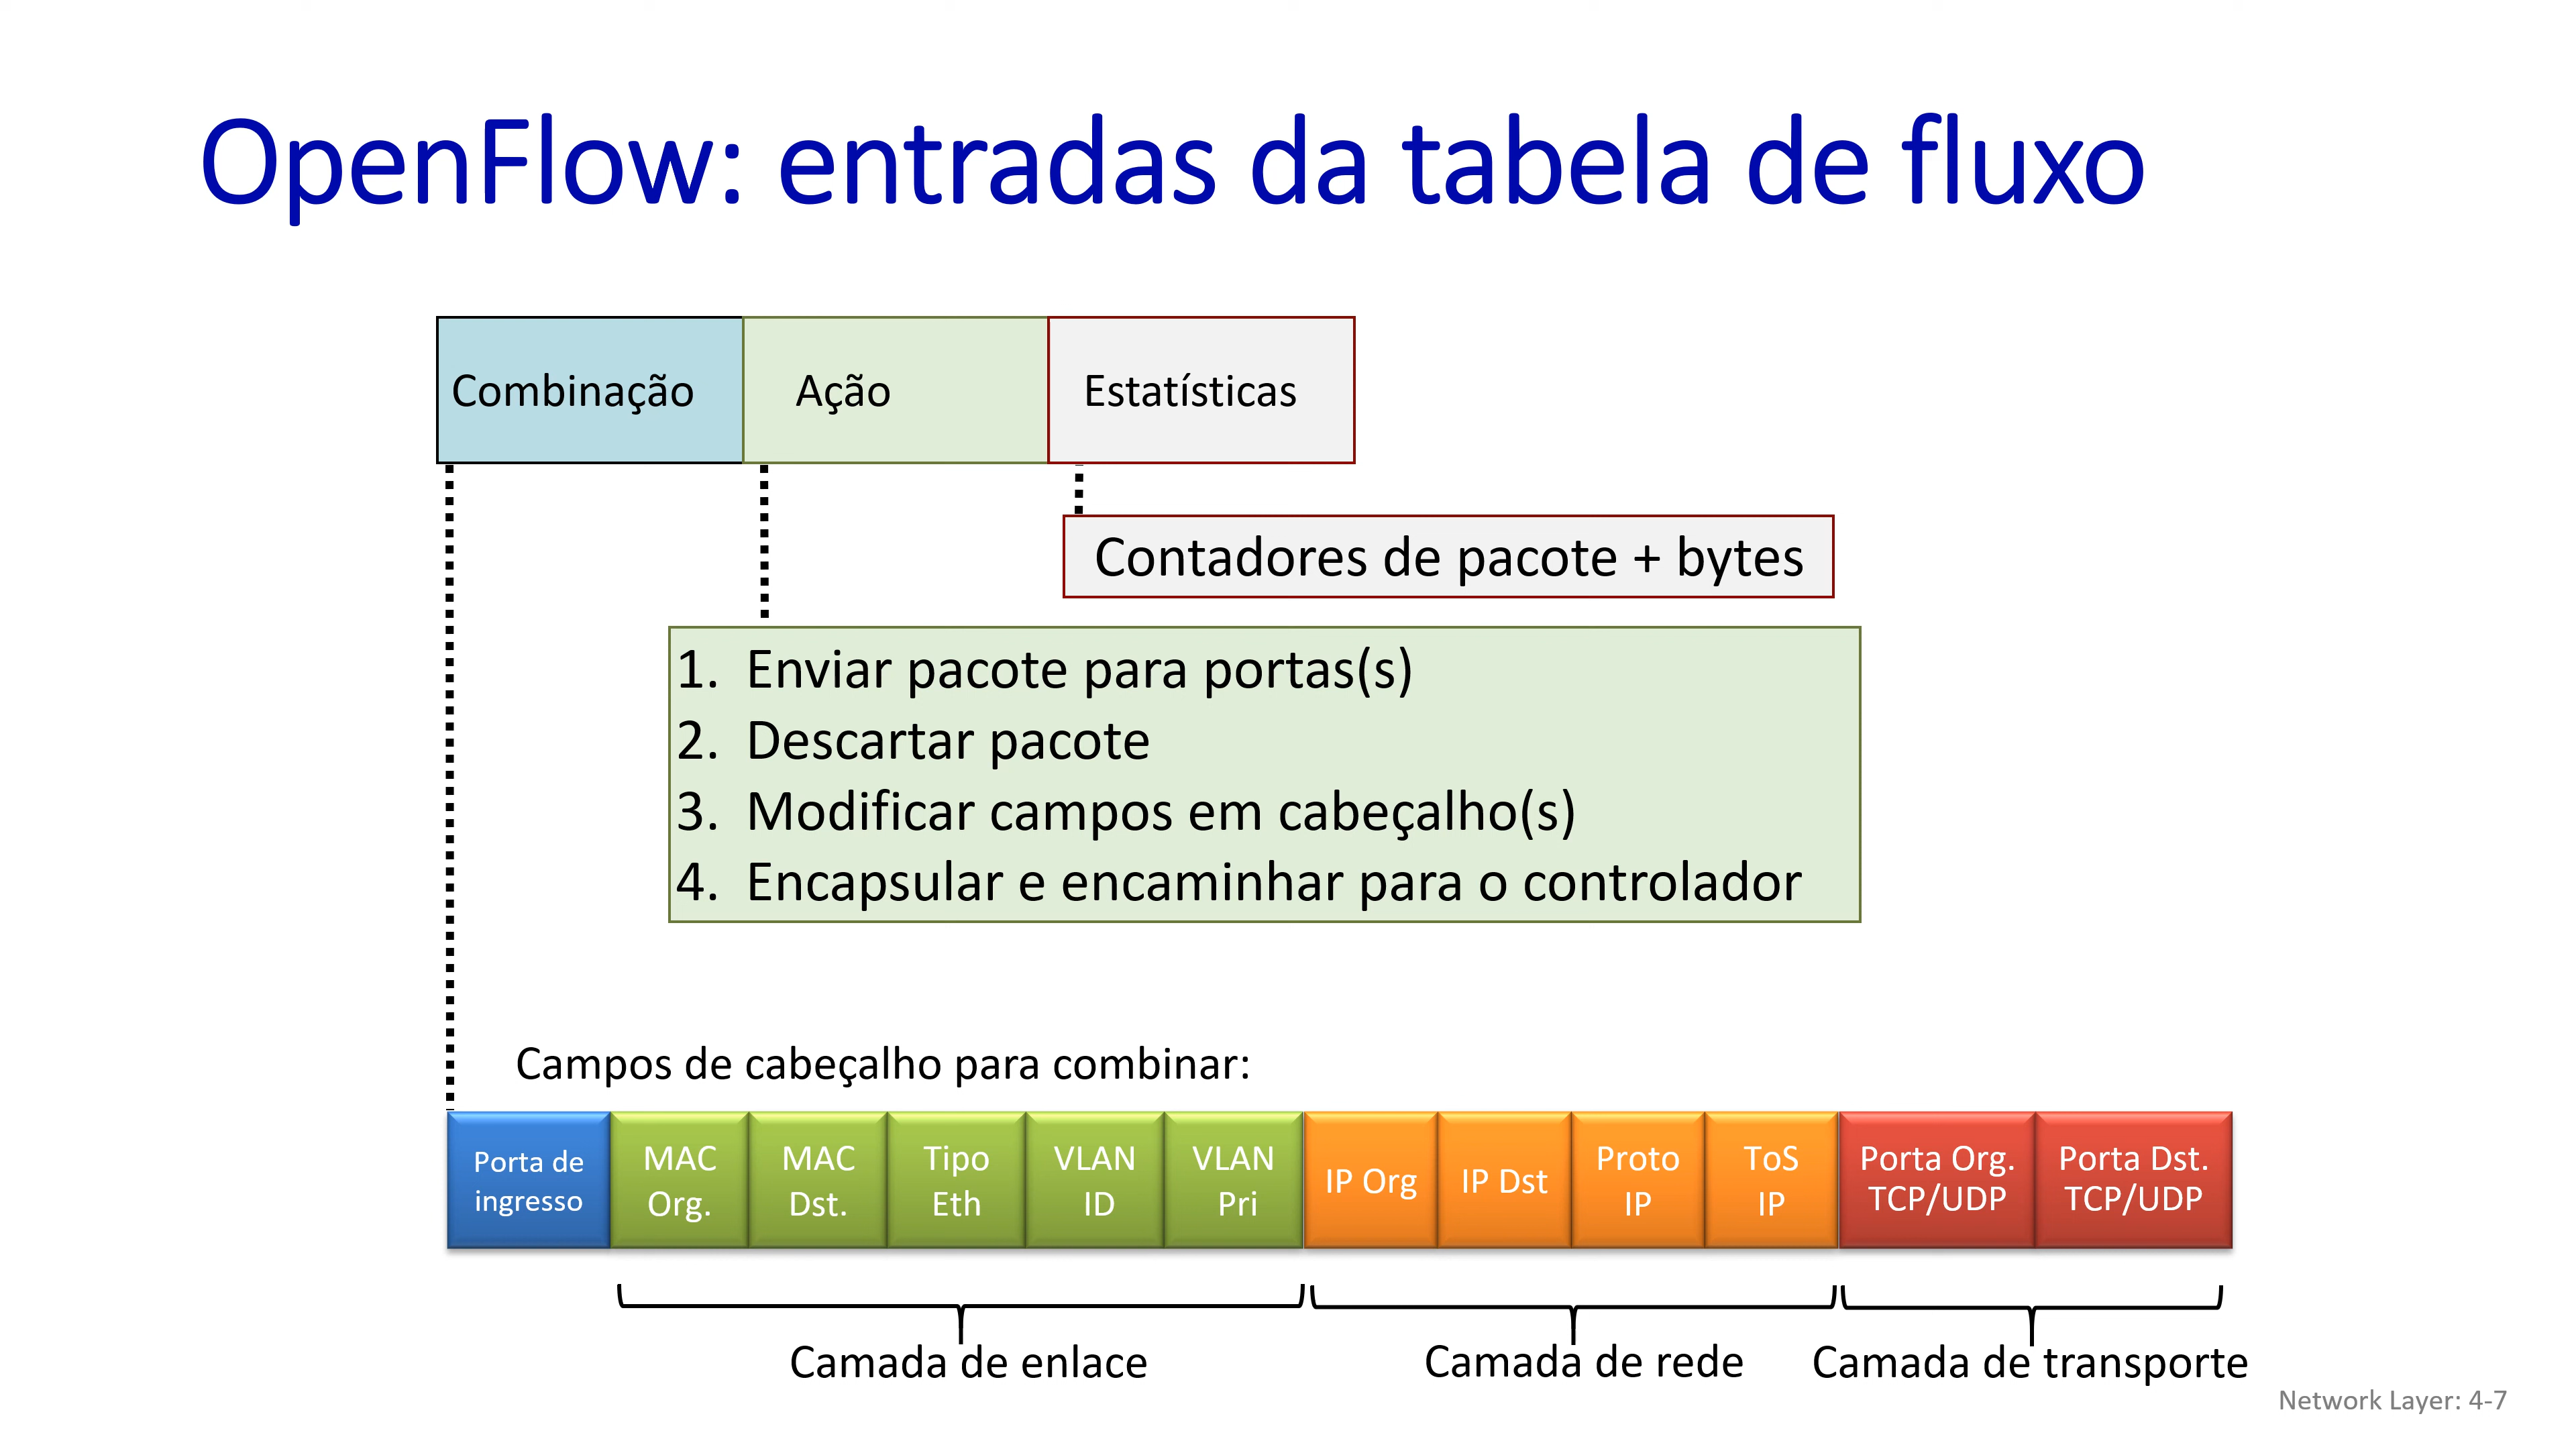 OpenFlow: entradas da tabela de fluxo
Combinação
Ação
Estatísticas
Contadores de pacote + bytes
1. Enviar pacote para portas(s)
2. Descartar pacote
3. Modificar campos em cabeçalho(s)
4. Encapsular e encaminhar para o controlador
Campos de cabeçalho para combinar:
Porta de
ingresso
MAC
Org.
MAC
Dst.
Tipo
Eth
VLAN
ID
VLAN
Pri
IP Org
IP Dst
Proto
IP
ToS
IP
Porta Org.
TCP/UDP
Porta Dst.
TCP/UDP
Camada de enlace
Camada de rede
Camada de transporte
Network Layer: 4-7